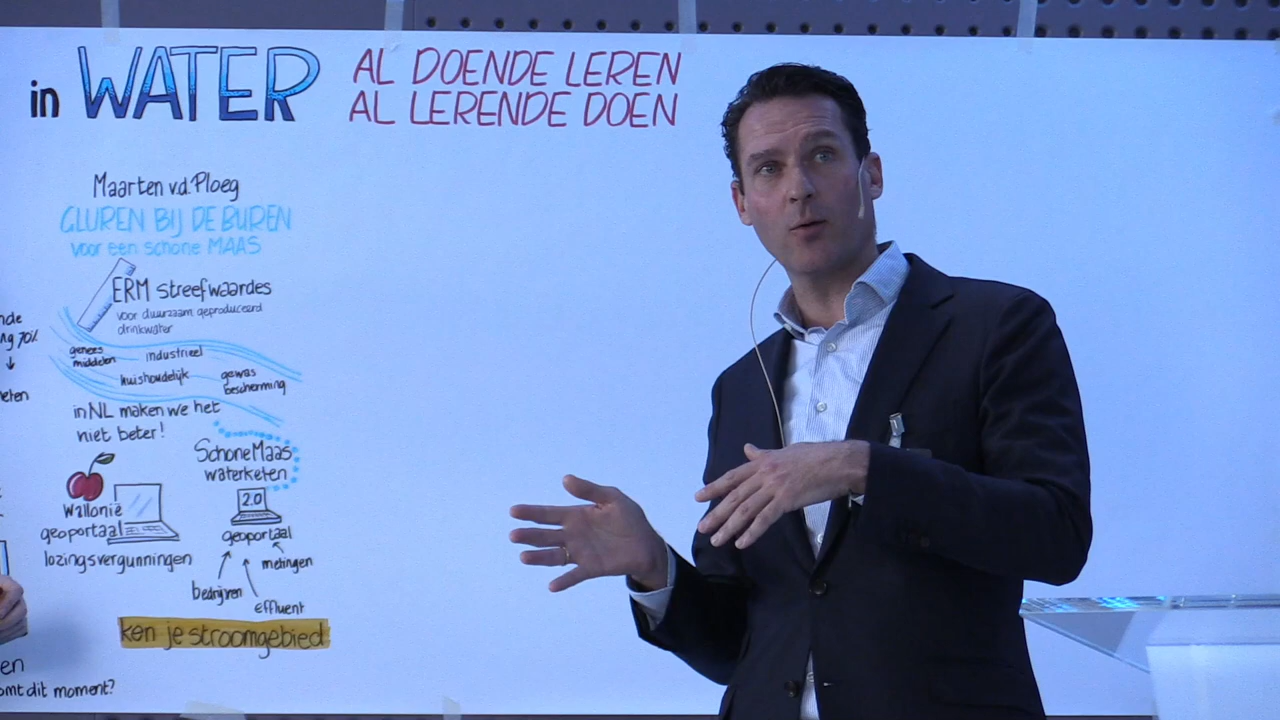 in WATER
AL DOENDE LEREN
AL LERENDE DOEN
Maarten v.d. Ploeg
GLUREN BIJ DE BUREN
voor een schone MAAS
ERM streefwaardes
voor duurzaam geproduceerd
drinkwater
genees
middelen
industrieel
huishoudelijk
gewas
bescherming
in NL maken we het
niet beter!
Schone Maas
waterketen
2.0
geoportaal
metingen
bedrijven
effluent
Wallonië
geoportaal
lozingsvergunningen
ken je stroomgebied
nde
ng 70%
eten
en
omt dit moment?